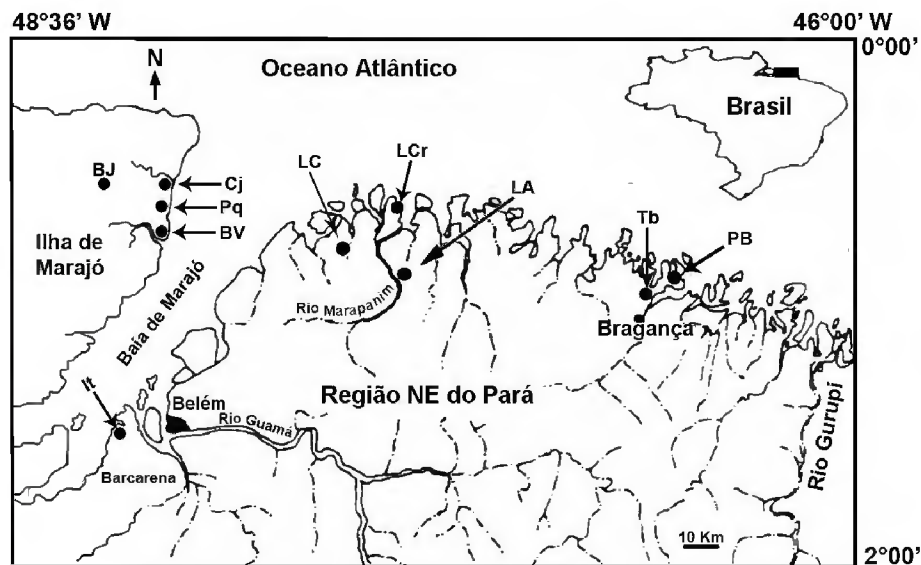 48°36' W
46°00' W
0°00'
N
Oceano Atlântico
Brasil
BJ
Cj
Pq
BV
LC
LCr
LA
Tb
PB
Ilha de
Marajó
Baía de Marajó
Rio Marapanim
Bragança
It
Belém
Rio Guamá
Região NE do Pará
Rio Gurupi
Barcarena
10 Km
2°00'